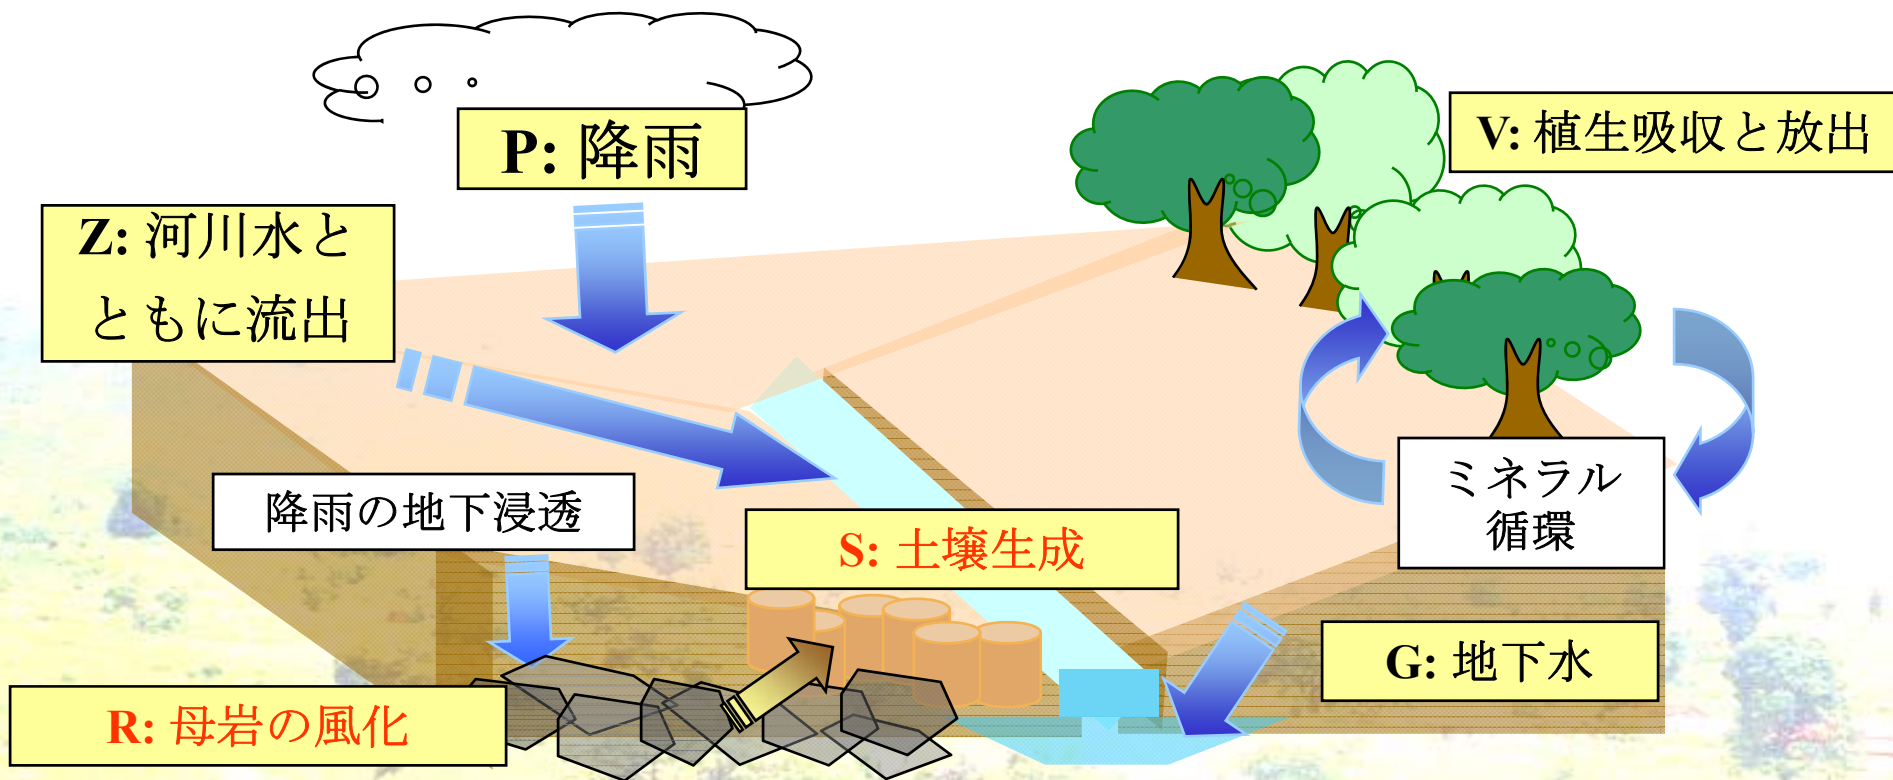 P: 降雨
V: 植生吸収と放出
Z: 河川水と
ともに流出
ミネラル
循環
降雨の地下浸透
S: 土壌生成
G: 地下水
R: 母岩の風化